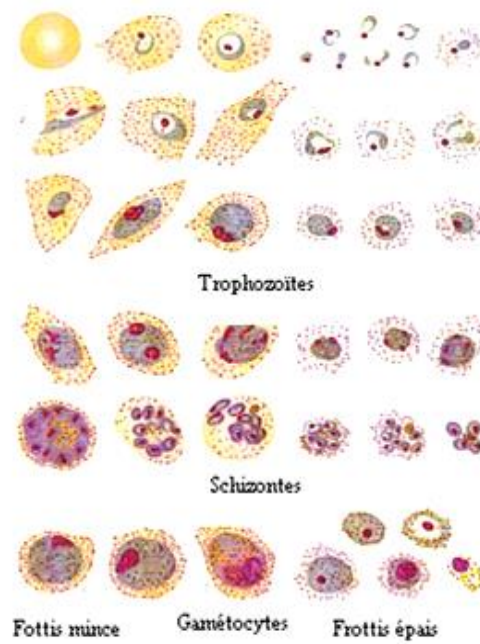 Trophozoïtes
Schizontes
Fottis mince
Gamétocytes
Frottis épais